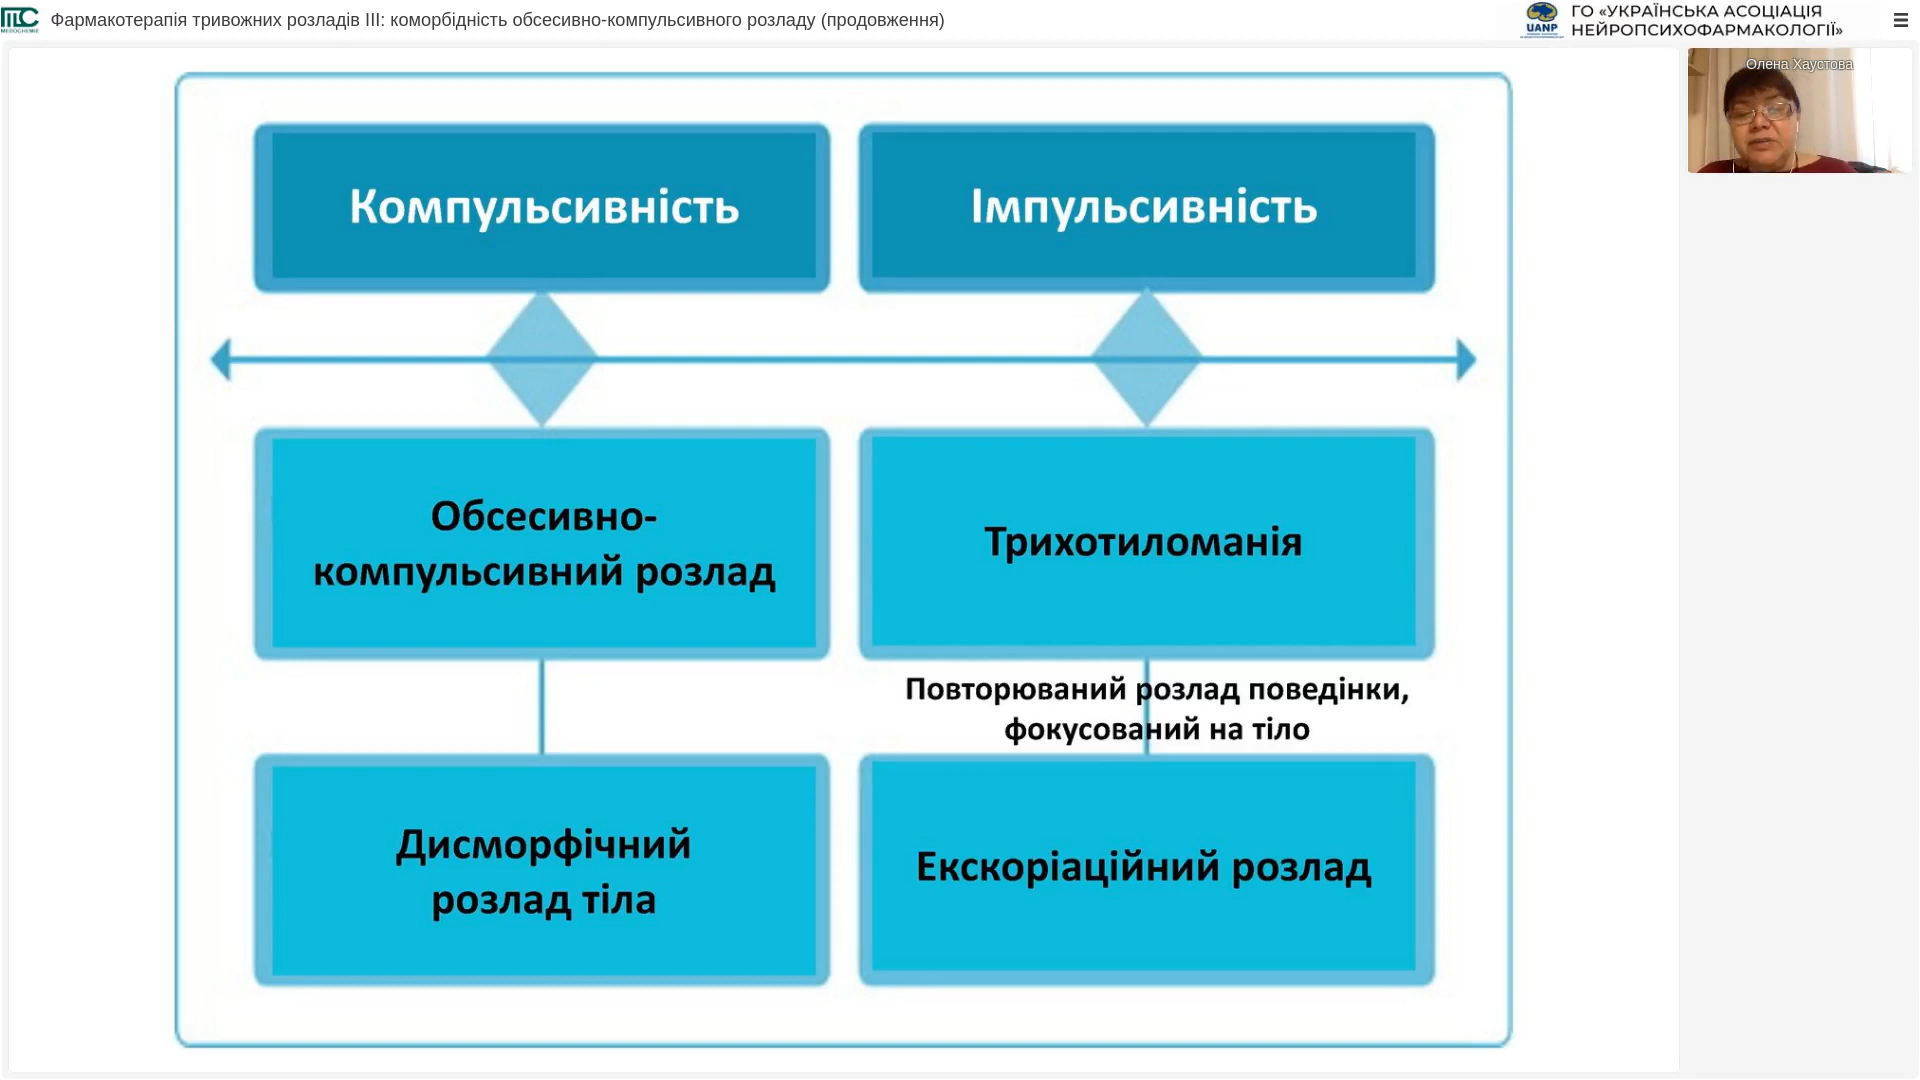 Фармакотерапія тривожних розладів III: коморбідність обсесивно-компульсивного розладу (продовження)
MEDOCHEMIE
UANP
ГО «УКРАЇНСЬКА АСОЦІАЦІЯ
НЕЙРОПСИХОФАРМАКОЛОГІЇ»
Олена Хаустова
Компульсивність
Імпульсивність
Обсесивно-
компульсивний розлад
Трихотиломанія
Повторюваний розлад поведінки,
фокусований на тіло
Дисморфічний
розлад тіла
Екскоріаційний розлад